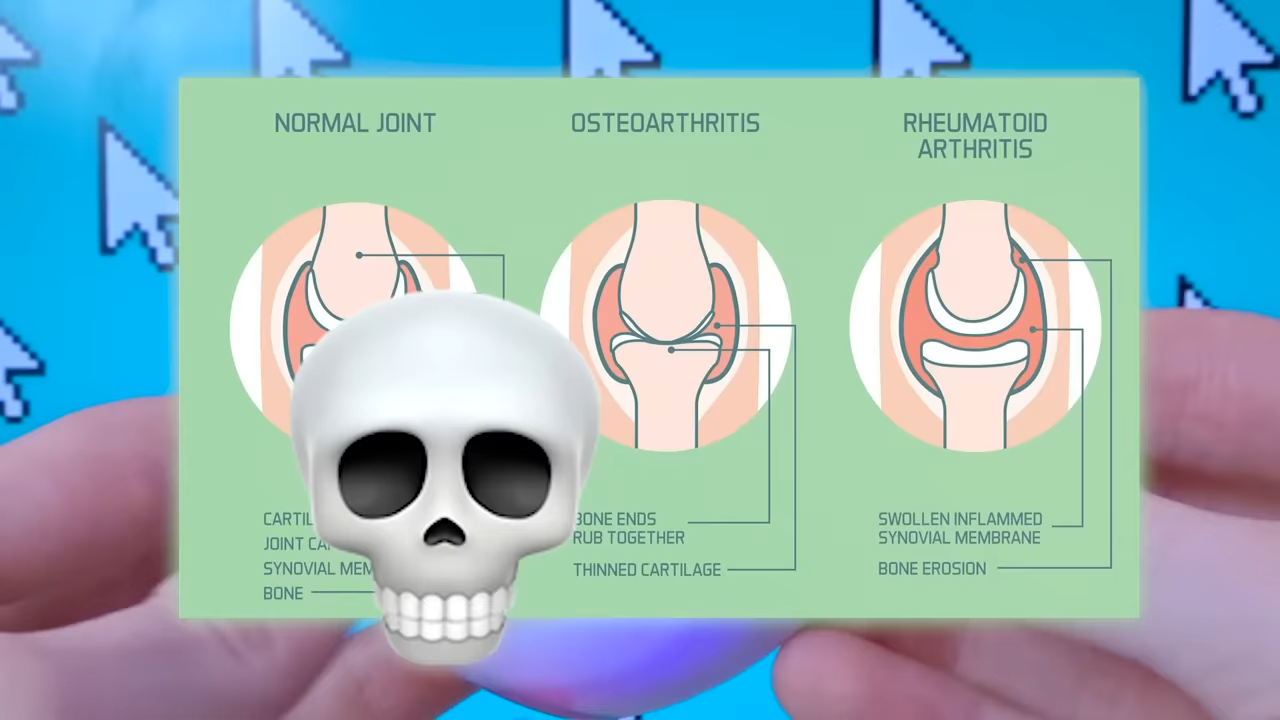 NORMAL JOINT
OSTEOARTHRITIS
RHEUMATOID
ARTHRITIS
JOINT
SYNOVIAL
BONE
BONE ENDS
RUB TOGETHER
THINNED CARTILAGE
SWOLLEN INFLAMMED
SYNOVIAL MEMBRANE
BONE EROSION